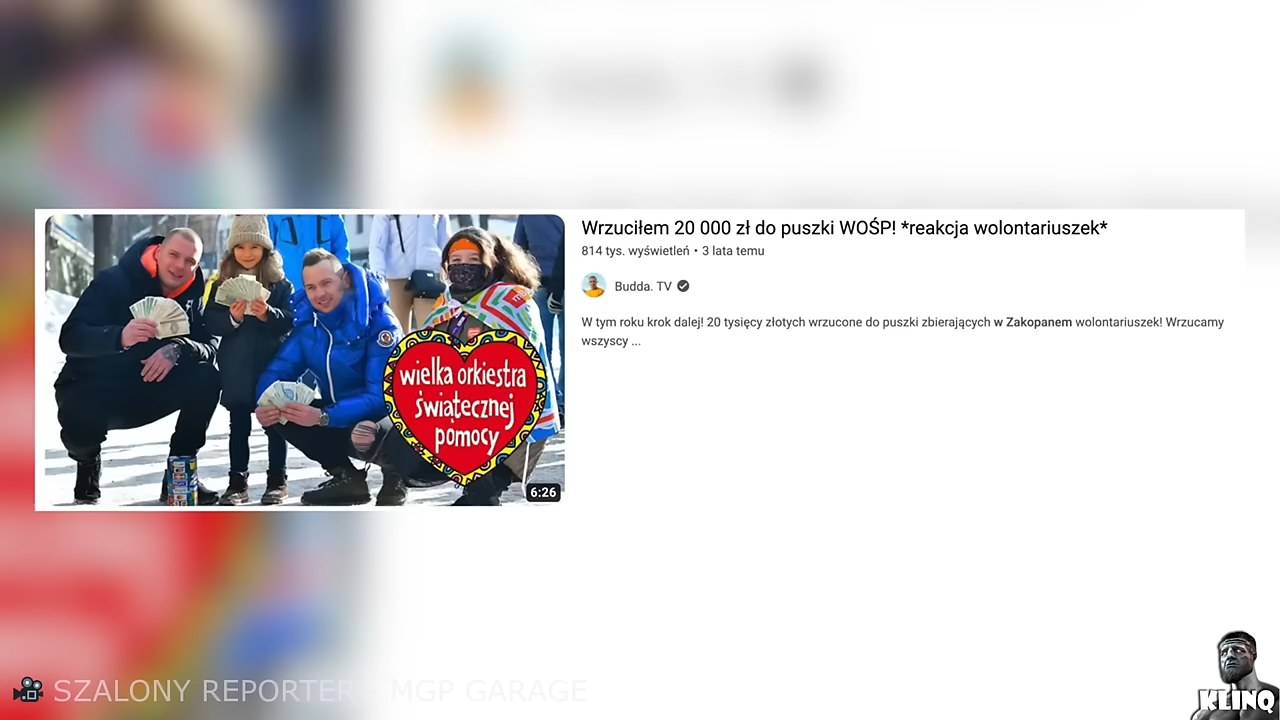 Wrzuciłem 20 000 zł do puszki WOŚP! *reakcja wolontariuszek*
814 tys. wyświetleń • 3 lata temu
Budda. TV
W tym roku krok dalej! 20 tysięcy złotych wrzucone do puszki zbierających w Zakopanem wolontariuszek! Wrzucamy
wszyscy ...
wielka orkiestra
świątecznej
pomocy
6:26
SZALONY REPORTER MGP GARAGE
KLINQ